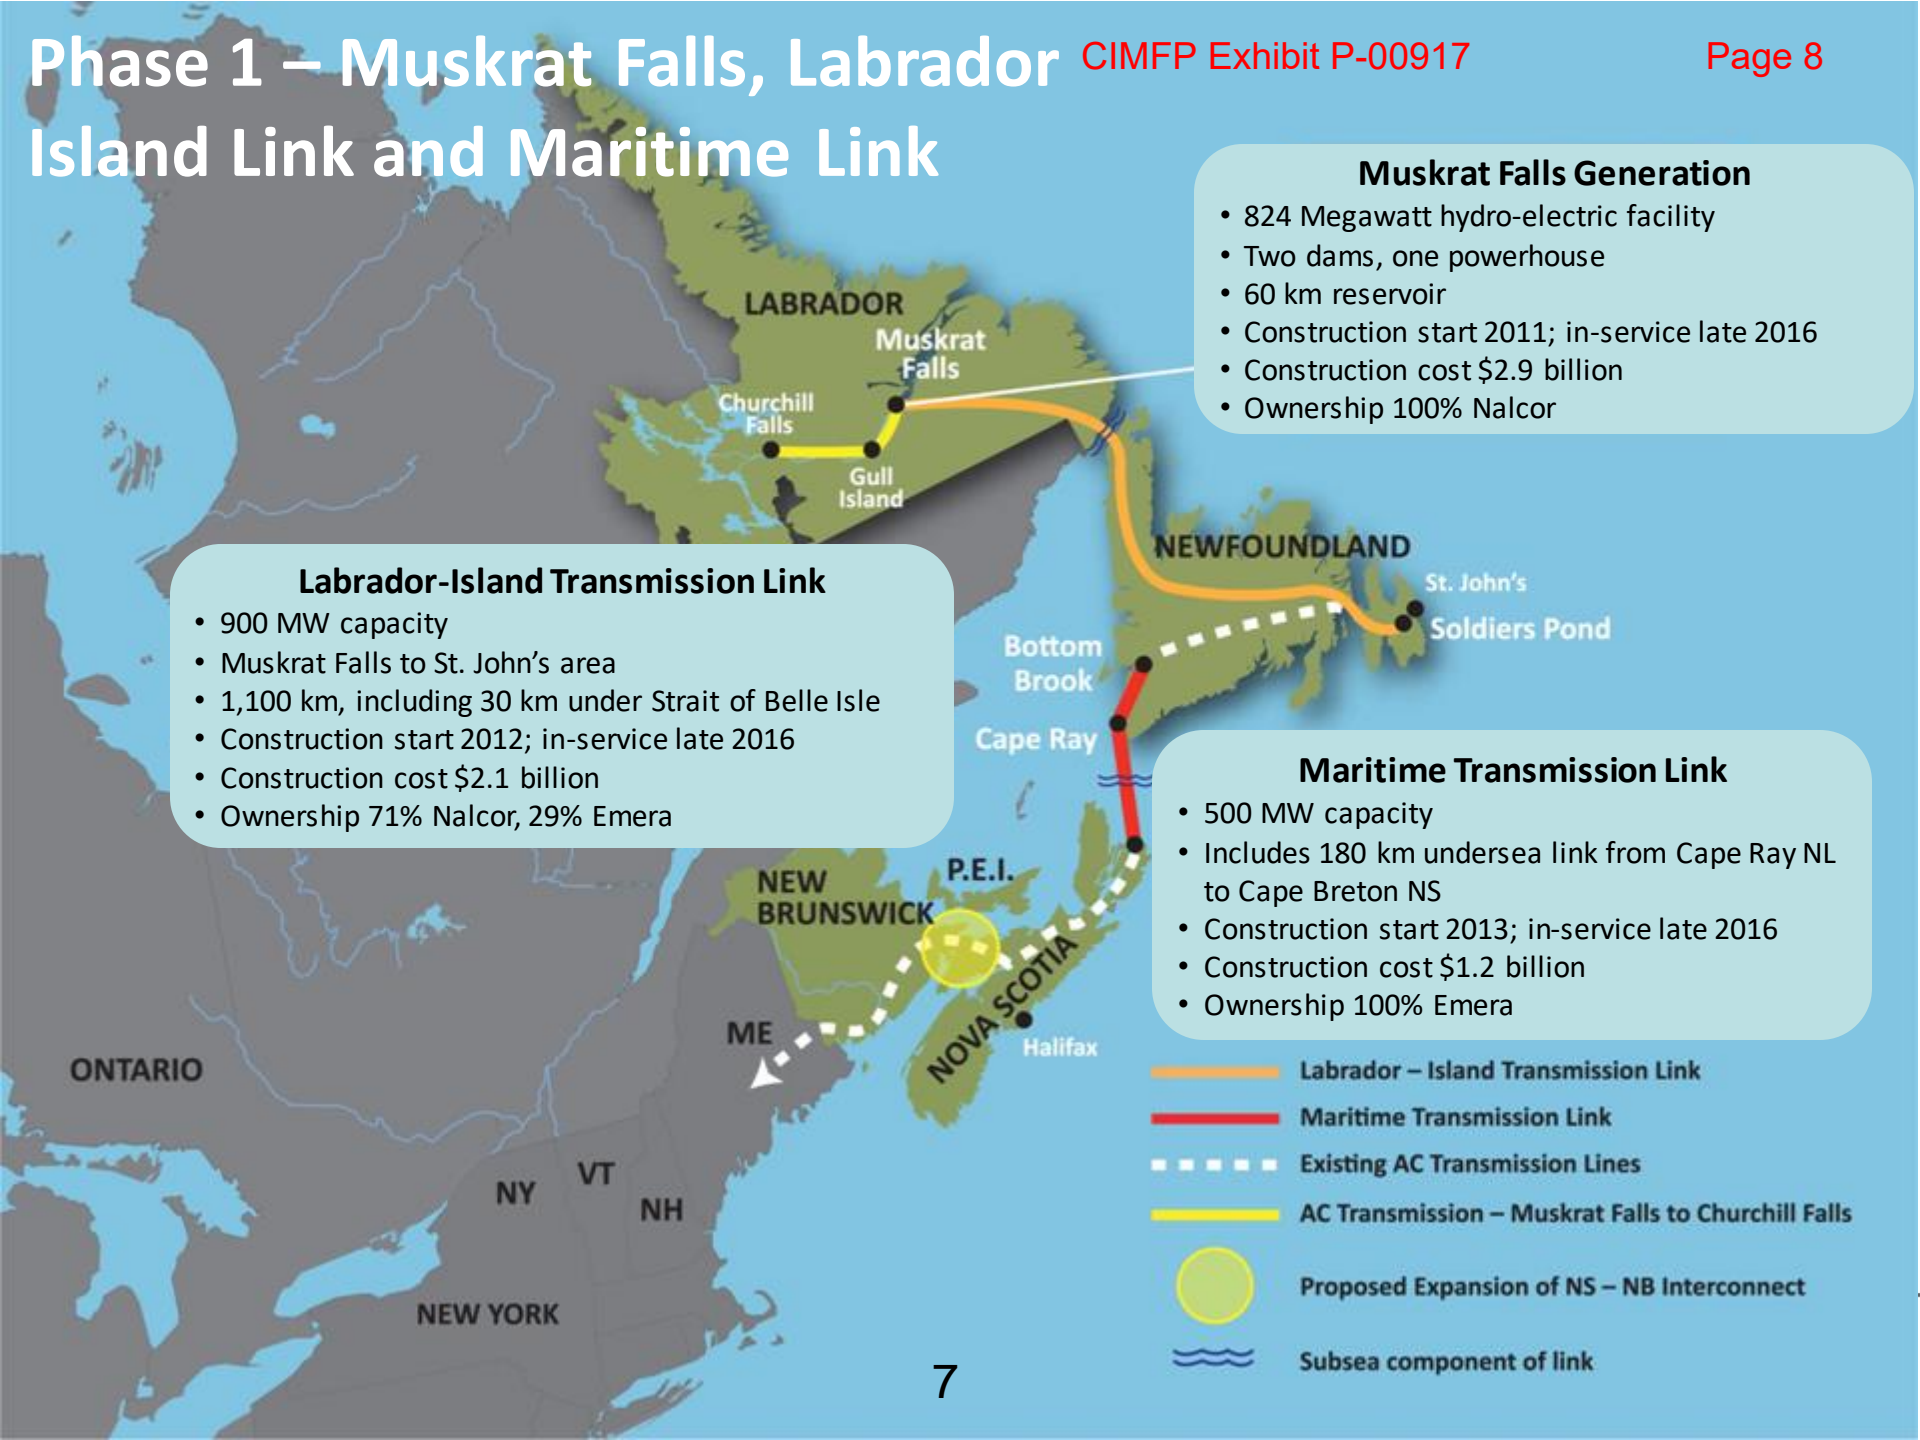 Phase 1 – Muskrat Falls, Labrador
Island Link and Maritime Link
CIMFP Exhibit P-00917
Page 8
Muskrat Falls Generation
• 824 Megawatt hydro-electric facility
• Two dams, one powerhouse
• 60 km reservoir
• Construction start 2011; in-service late 2016
• Construction cost $2.9 billion
• Ownership 100% Nalcor
LABRADOR
Muskrat
Falls
Churchill
Falls
Gull
Island
Labrador-Island Transmission Link
• 900 MW capacity
• Muskrat Falls to St. John’s area
• 1,100 km, including 30 km under Strait of Belle Isle
• Construction start 2012; in-service late 2016
• Construction cost $2.1 billion
• Ownership 71% Nalcor, 29% Emera
NEWFOUNDLAND
St. John’s
Soldiers Pond
Bottom
Brook
Cape Ray
Maritime Transmission Link
• 500 MW capacity
• Includes 180 km undersea link from Cape Ray NL
to Cape Breton NS
• Construction start 2013; in-service late 2016
• Construction cost $1.2 billion
• Ownership 100% Emera
P.E.I.
NEW
BRUNSWICK
NOVA SCOTIA
Halifax
ME
ONTARIO
NY
VT
NH
NEW YORK
Labrador – Island Transmission Link
Maritime Transmission Link
Existing AC Transmission Lines
AC Transmission – Muskrat Falls to Churchill Falls
Proposed Expansion of NS – NB Interconnect
Subsea component of link
7